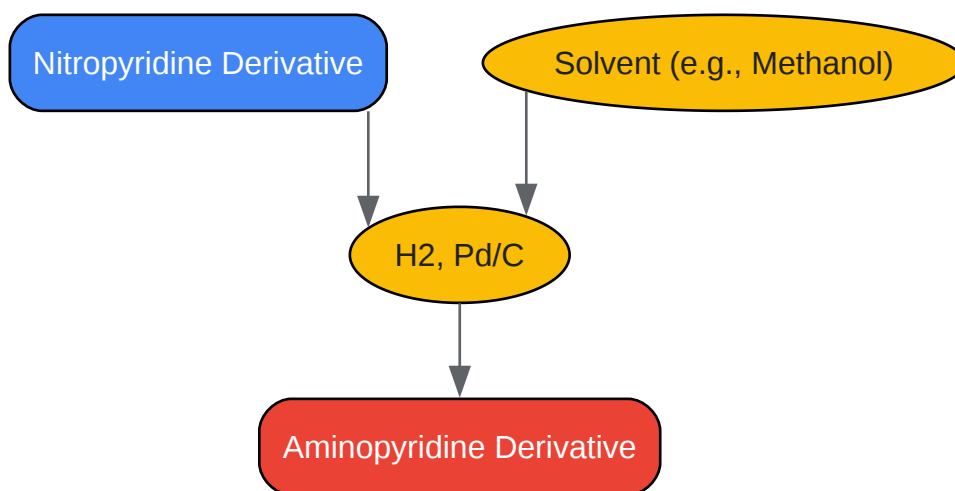 Nitropyridine Derivative
Solvent (e.g., Methanol)
H2, Pd/C
Aminopyridine Derivative